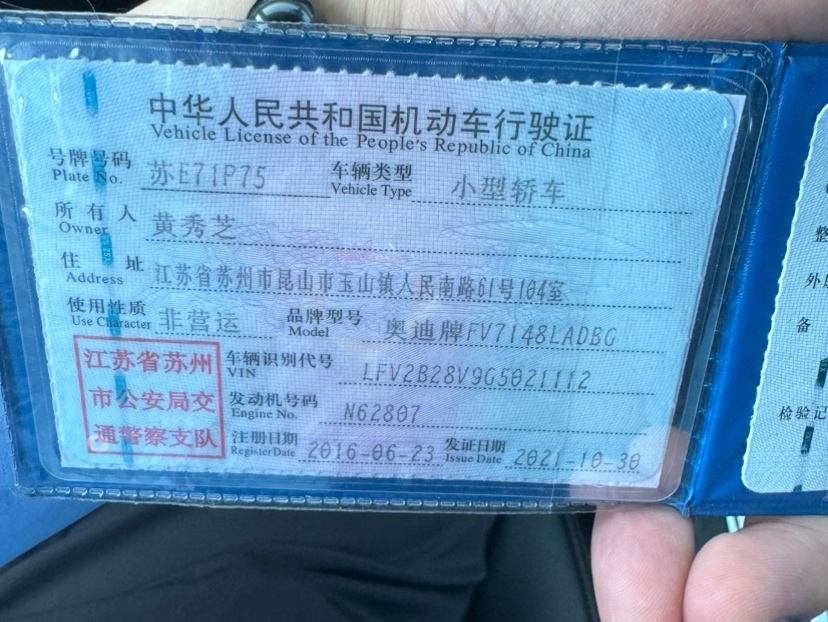 中华人民共和国机动车行驶证
Vehicle License of the People's Republic of China
号牌号码 苏E71P75 车辆类型 小型轿车
Plate No. Vehicle Type
所有人 黄秀芝
Owner
住址 江苏省苏州市昆山市玉山镇人民南路61号104室
Address
使用性质 非营运 品牌型号 奥迪牌FV7148LADBG
Use Character Model
江苏省苏州
市公安局交
通警察支队
车辆识别代号 LFV2B28V9G5021112
VIN
发动机号码 N62807
Engine No.
注册日期 2016-06-23 发证日期 2021-10-30
Register Date Issue Date
整
外
备
检验记